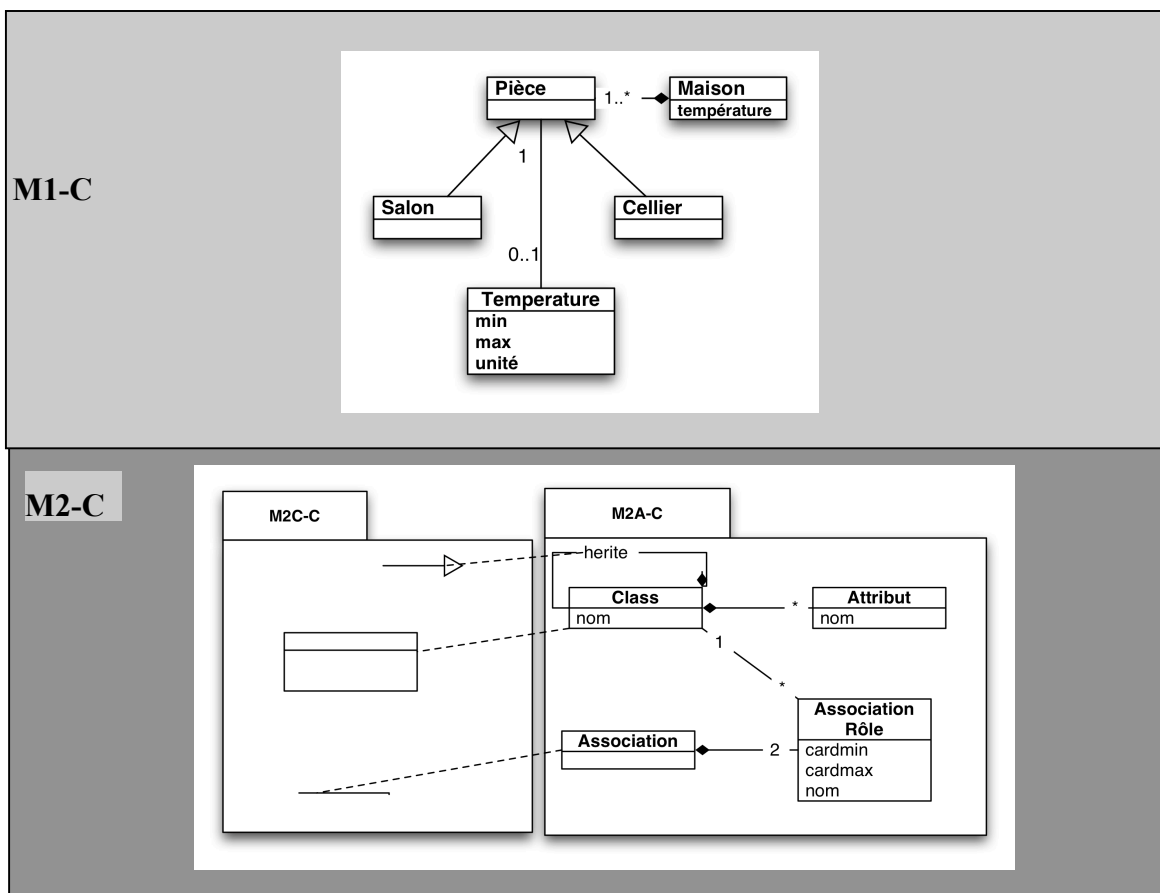 M1-C
Pièce
1..*
Maison
température
1
Salon
Cellier
0..1
Temperature
min
max
unité
M2-C
M2C-C
M2A-C
herite
Class
nom
*
Attribut
nom
1
*
Association
Rôle
cardmin
cardmax
nom
Association
2